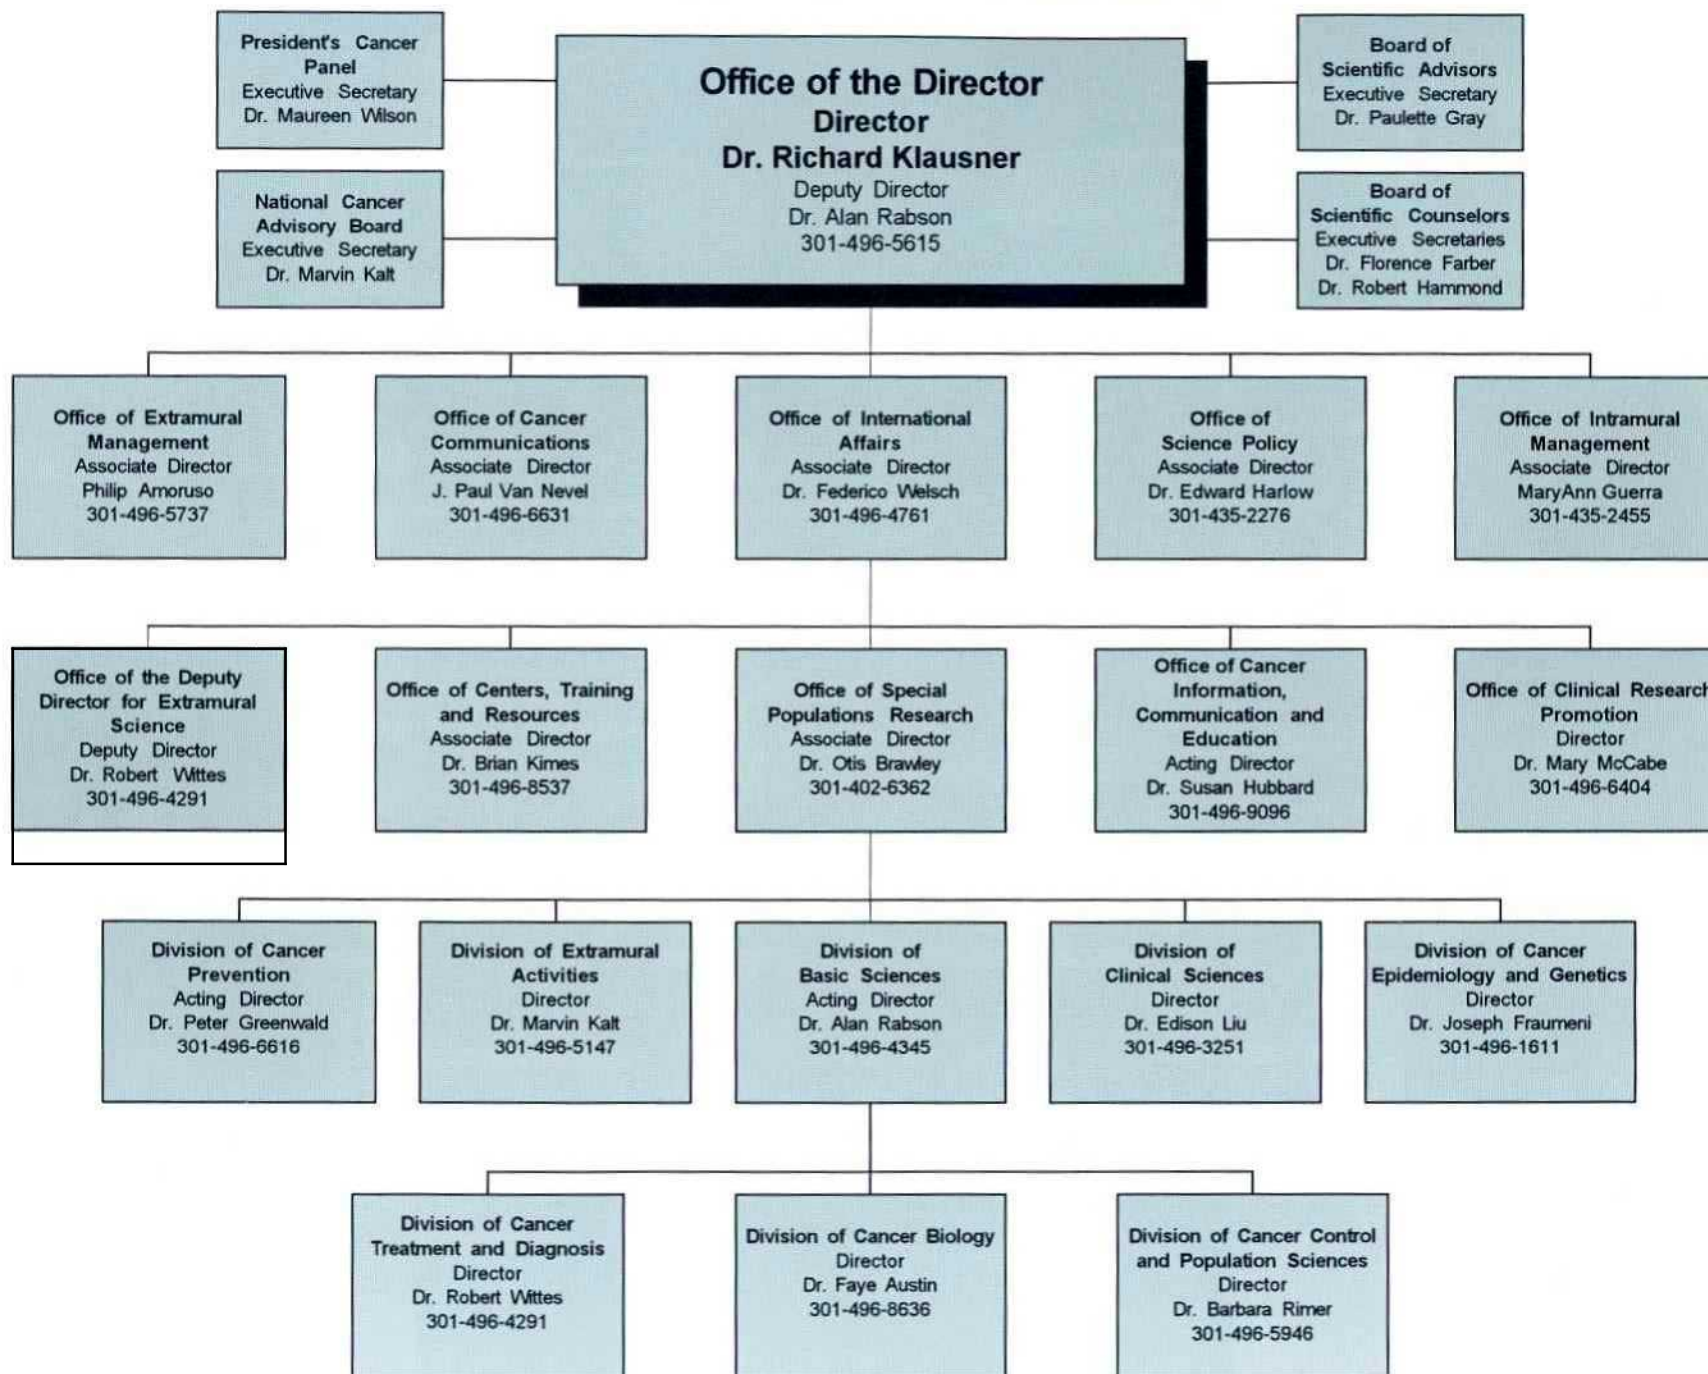 President's Cancer
Panel
Executive Secretary
Dr. Maureen Wilson
Office of the Director
Director
Dr. Richard Klausner
Deputy Director
Dr. Alan Rabson
301-496-5615
Board of
Scientific Advisors
Executive Secretary
Dr. Paulette Gray
National Cancer
Advisory Board
Executive Secretary
Dr. Marvin Kalt
Board of
Scientific Counselors
Executive Secretaries
Dr. Florence Farber
Dr. Robert Hammond
Office of Extramural
Management
Associate Director
Philip Amoruso
301-496-5737
Office of Cancer
Communications
Associate Director
J. Paul Van Nevel
301-496-6631
Office of International
Affairs
Associate Director
Dr. Federico Welsch
301-496-4761
Office of
Science Policy
Associate Director
Dr. Edward Harlow
301-435-2276
Office of Intramural
Management
Associate Director
MaryAnn Guerra
301-435-2455
Office of the Deputy
Director for Extramural
Science
Deputy Director
Dr. Robert Wittes
301-496-4291
Office of Centers, Training
and Resources
Associate Director
Dr. Brian Kimes
301-496-8537
Office of Special
Populations Research
Associate Director
Dr. Otis Brawley
301-402-6362
Office of Cancer
Information,
Communication and
Education
Acting Director
Dr. Susan Hubbard
301-496-9096
Office of Clinical Research
Promotion
Director
Dr. Mary McCabe
301-496-6404
Division of Cancer
Prevention
Acting Director
Dr. Peter Greenwald
301-496-6616
Division of Extramural
Activities
Director
Dr. Marvin Kalt
301-496-5147
Division of
Basic Sciences
Acting Director
Dr. Alan Rabson
301-496-4345
Division of
Clinical Sciences
Director
Dr. Edison Liu
301-496-3251
Division of Cancer
Epidemiology and Genetics
Director
Dr. Joseph Fraumeni
301-496-1611
Division of Cancer
Treatment and Diagnosis
Director
Dr. Robert Wittes
301-496-4291
Division of Cancer Biology
Director
Dr. Faye Austin
301-496-8636
Division of Cancer Control
and Population Sciences
Director
Dr. Barbara Rimer
301-496-5946